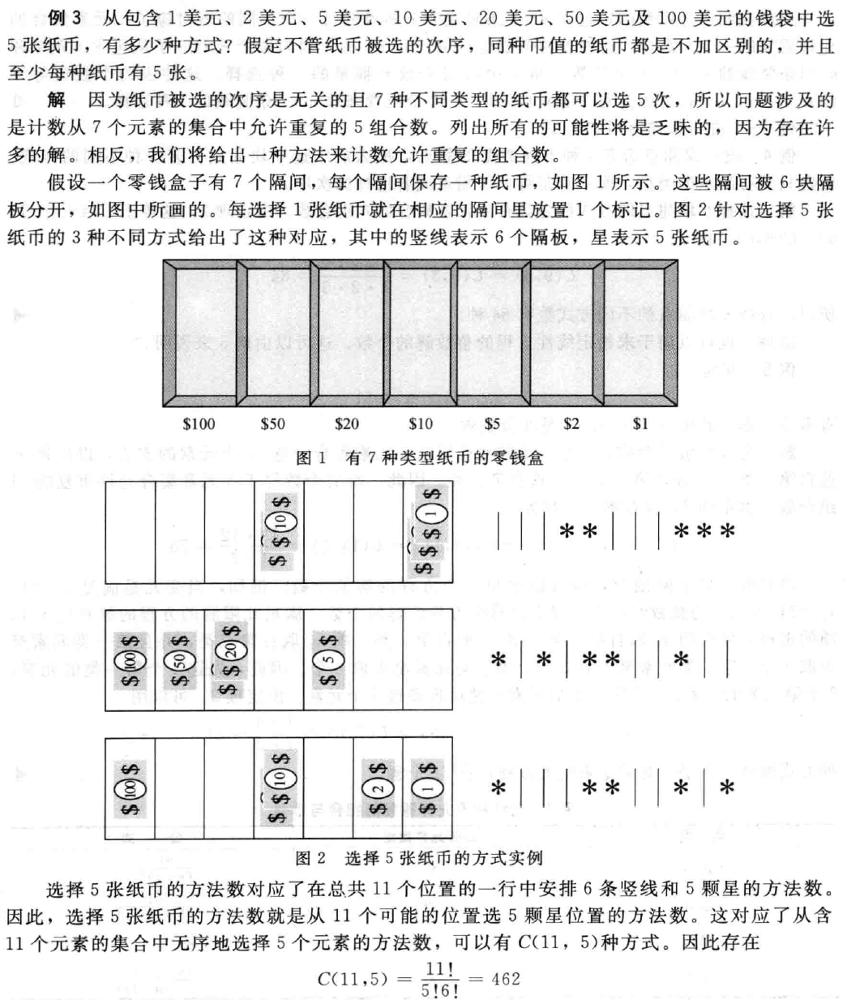 例 3 从包含 1 美元、2 美元、5 美元、10 美元、20 美元、50 美元及 100 美元的钱袋中选
5 张纸币，有多少种方式？假定不管纸币被选的次序，同种币值的纸币都是不加区别的，并且
至少每种纸币有 5 张。
解 因为纸币被选的次序是无关的且 7 种不同类型的纸币都可以选 5 次，所以问题涉及的
是计数从 7 个元素的集合中允许重复的 5 组合数。列出所有的可能性将是乏味的，因为存在许
多的解。相反，我们将给出一种方法来计数允许重复的组合数。
假设一个零钱盒子有 7 个隔间，每个隔间保存一种纸币，如图 1 所示。这些隔间被 6 块隔
板分开，如图中所画的。每选择 1 张纸币就在相应的隔间里放置 1 个标记。图 2 针对选择 5 张
纸币的 3 种不同方式给出了这种对应，其中的竖线表示 6 个隔板，星表示 5 张纸币。
$100 $50 $20 $10 $5 $2 $1
图 1 有 7 种类型纸币的零钱盒
$$$10$ $$$$1$ | | | ** | | | ***
$100$ $50$ $$$20$ $5$ * | * | ** | | * | |
$100$ $$$10$ $2$ $1$ * | | | ** | | * | *
图 2 选择 5 张纸币的方式实例
选择 5 张纸币的方法数对应了在总共 11 个位置的一行中安排 6 条竖线和 5 颗星的方法数。
因此，选择 5 张纸币的方法数就是从 11 个可能的位置选 5 颗星位置的方法数。这对应了从含
11 个元素的集合中无序地选择 5 个元素的方法数，可以有 C(11，5)种方式。因此存在
C(11,5) = 11!/5!6! = 462